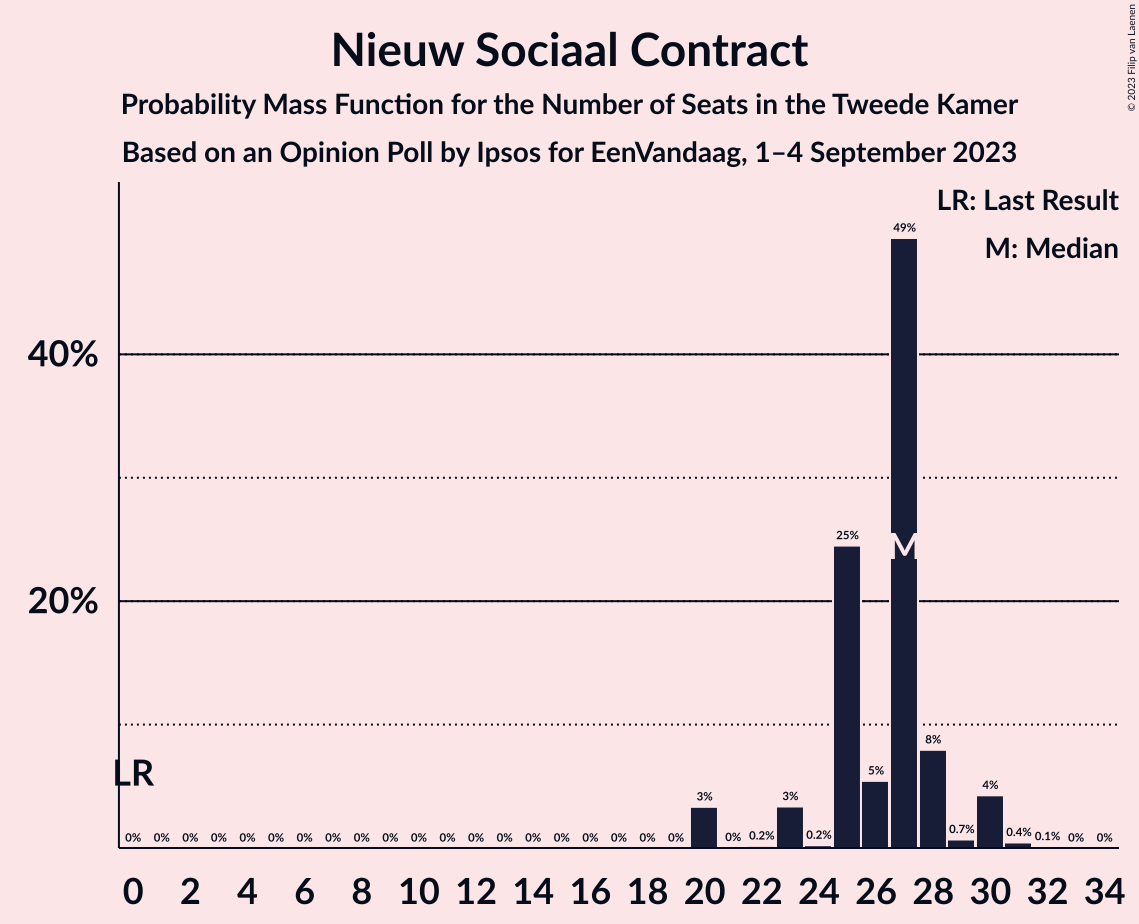 Nieuw Sociaal Contract
Probability Mass Function for the Number of Seats in the Tweede Kamer
Based on an Opinion Poll by Ipsos for EenVandaag, 1–4 September 2023
© 2023 Filip van Laenen
LR: Last Result
M: Median
49%
40%
25%
M
20%
8%
LR
5%
4%
3%
3%
0% 0% 0% 0% 0% 0% 0% 0% 0% 0% 0% 0% 0% 0% 0% 0% 0% 0% 0% 0% 0% 0.2% 0.2% 0.7% 0.4% 0.1% 0% 0%
0 2 4 6 8 10 12 14 16 18 20 22 24 26 28 30 32 34